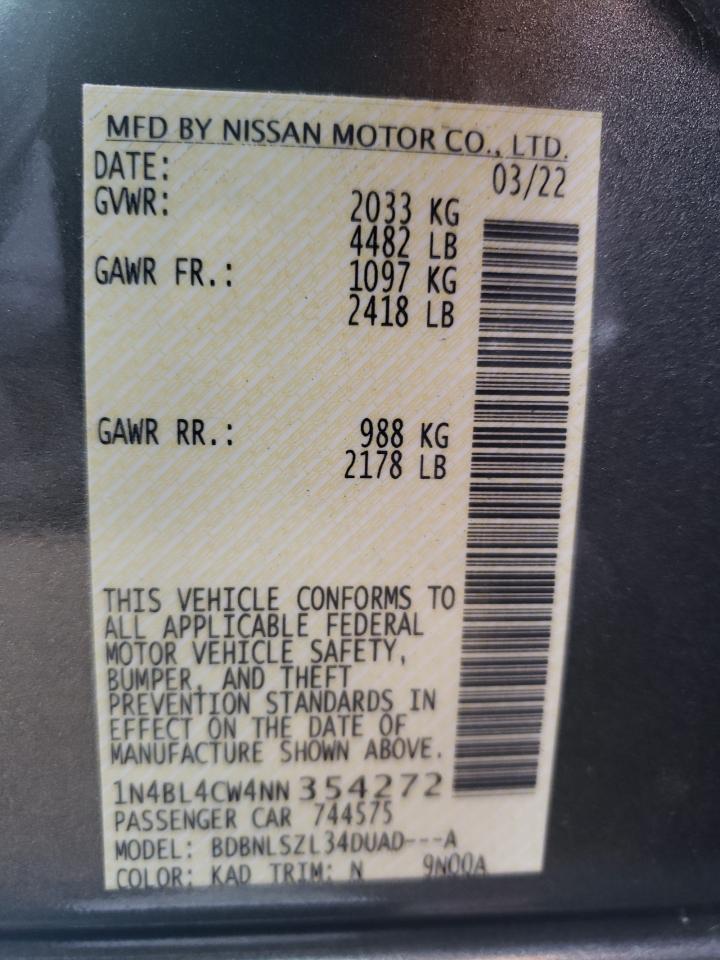 MFD BY NISSAN MOTOR CO., LTD.
DATE: 03/22
GVWR: 2033 KG
4482 LB
GAWR FR.: 1097 KG
2418 LB
GAWR RR.: 988 KG
2178 LB
THIS VEHICLE CONFORMS TO
ALL APPLICABLE FEDERAL
MOTOR VEHICLE SAFETY,
BUMPER, AND THEFT
PREVENTION STANDARDS IN
EFFECT ON THE DATE OF
MANUFACTURE SHOWN ABOVE.
1N4BL4CW4NN354272
PASSENGER CAR 744575
MODEL: BDBNLSZL34DUAD---A
COLOR: KAD TRIM: N 9N00A